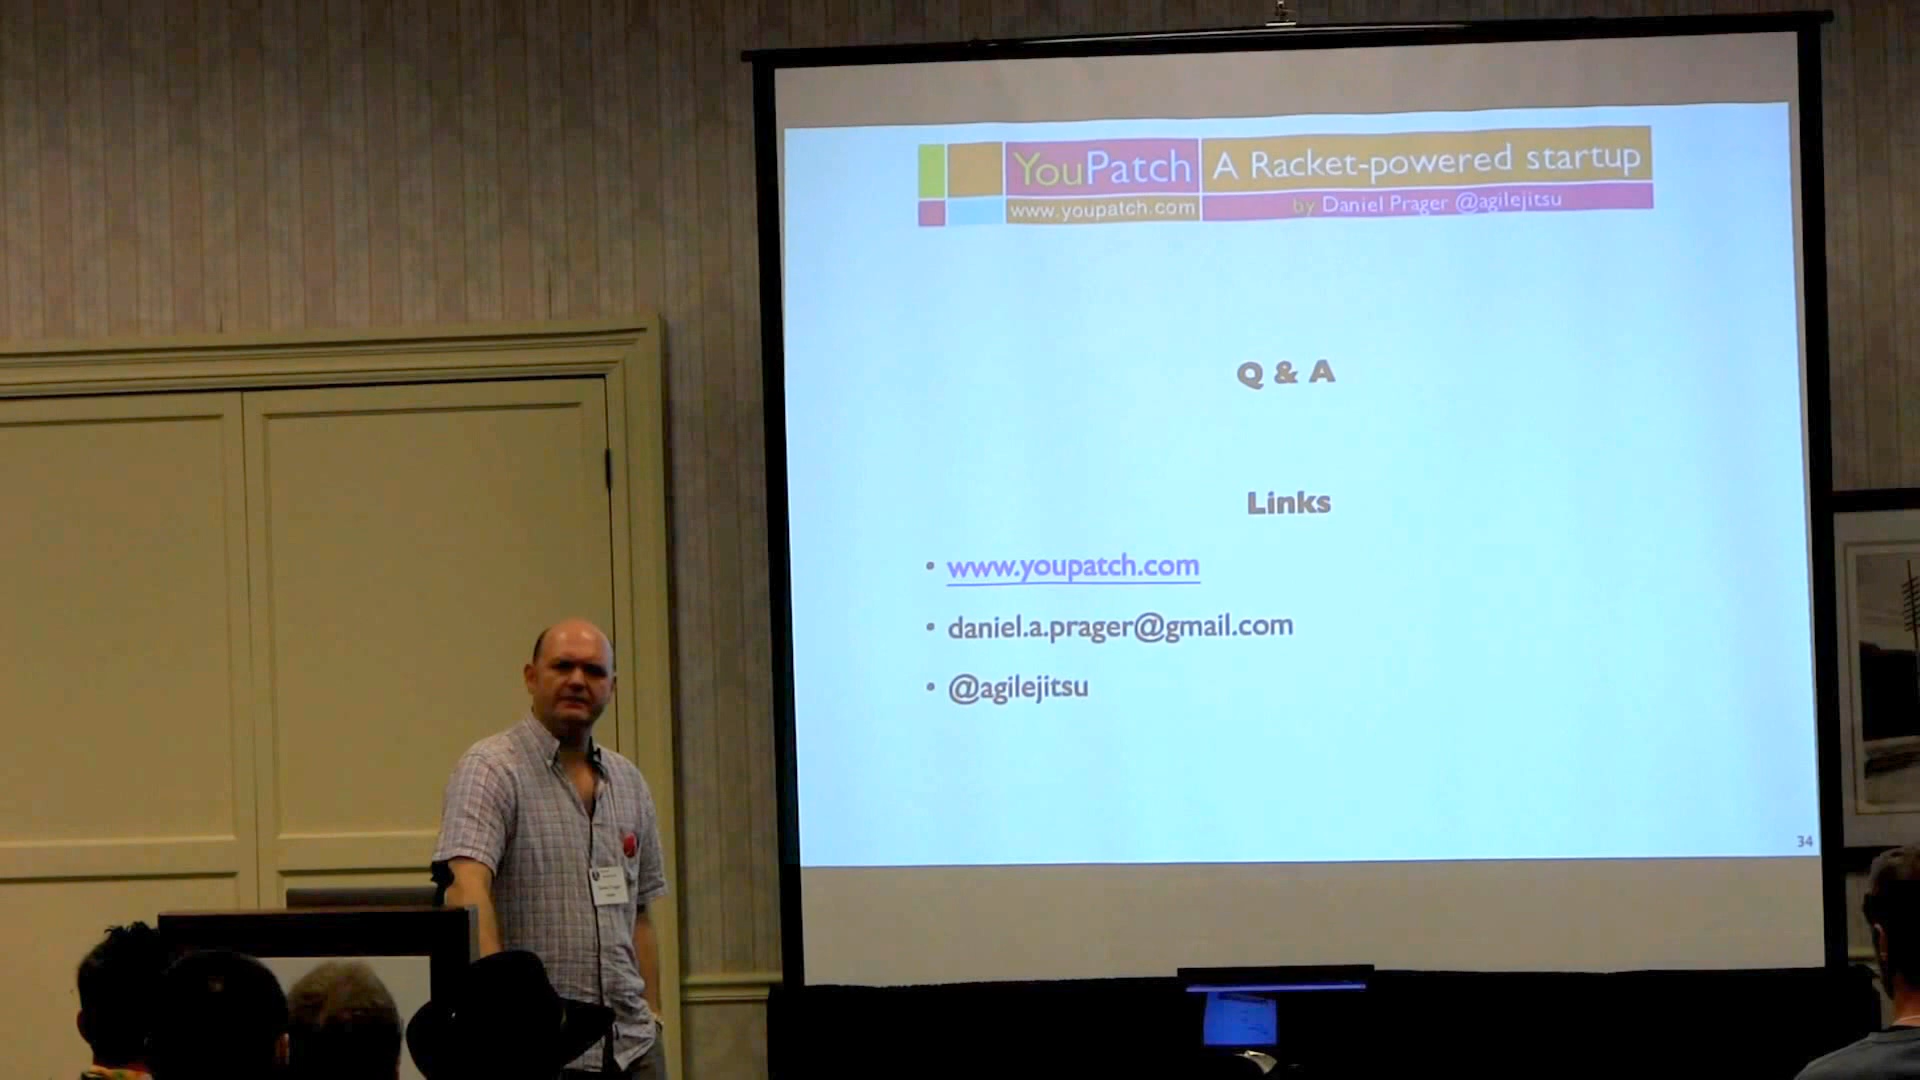 YouPatch
A Racket-powered startup
www.youpatch.com
by Daniel Prager @agilejitsu
Q & A
Links
• www.youpatch.com
• daniel.a.prager@gmail.com
• @agilejitsu
34